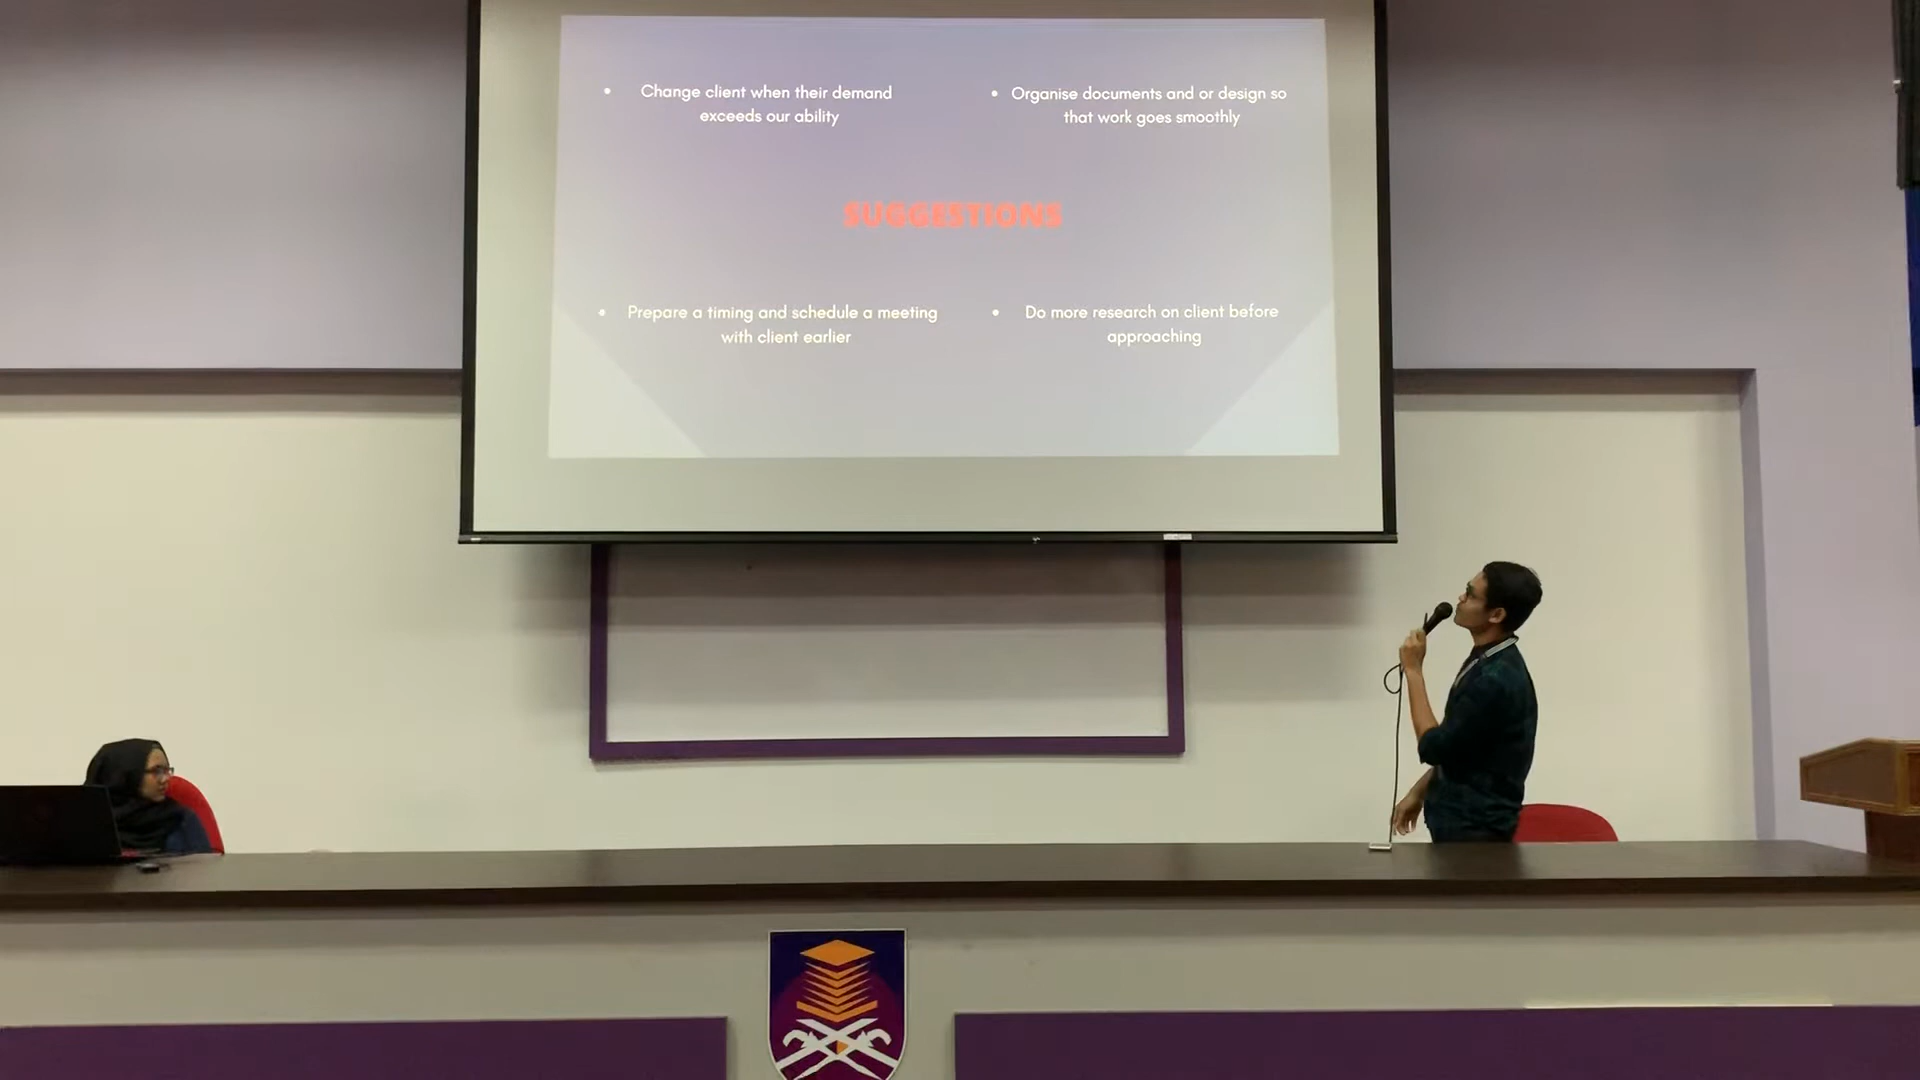 Change client when their demand
exceeds our ability
Organise documents and or design so
that work goes smoothly
SUGGESTIONS
Prepare a timing and schedule a meeting
with client earlier
Do more research on client before
approaching